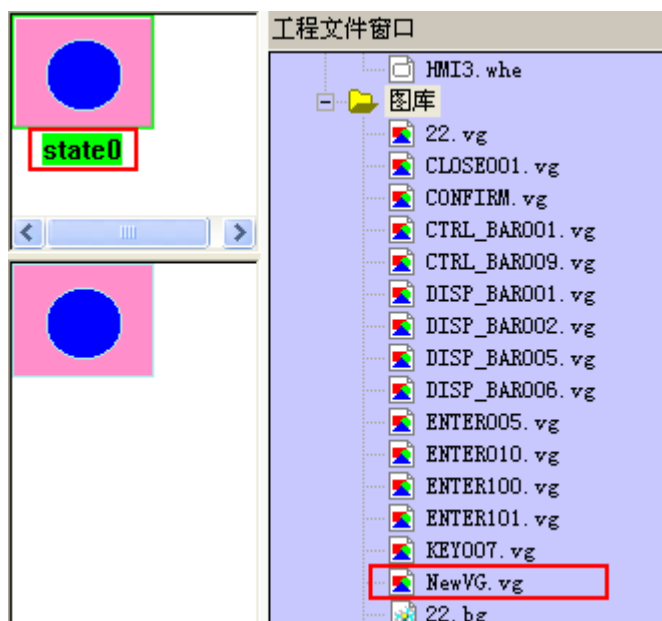 state0
工程文件窗口
HMI3.whe
图库
22.vg
CLOSE001.vg
CONFIRM.vg
CTRL_BAR001.vg
CTRL_BAR009.vg
DISP_BAR001.vg
DISP_BAR002.vg
DISP_BAR005.vg
DISP_BAR006.vg
ENTER005.vg
ENTER010.vg
ENTER100.vg
ENTER101.vg
KEY007.vg
NewVG.vg
22.bg